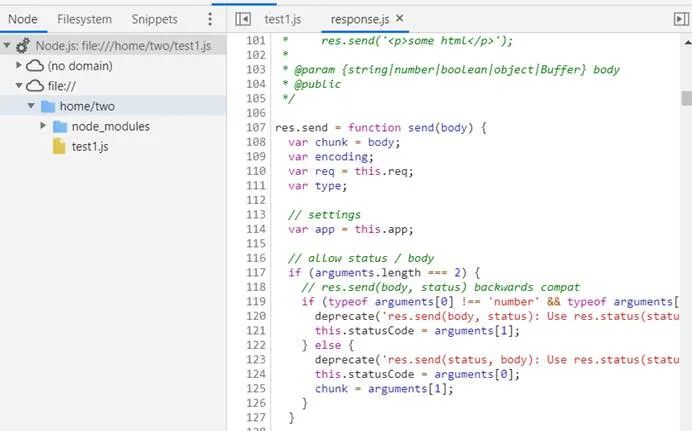 Node Filesystem Snippets
test1.js response.js ×
Node.js: file:///home/two/test1.js
(no domain)
file://
home/two
node_modules
test1.js
101 *     res.send('<p>some html</p>');
102 *
103 * @param {string|number|boolean|object|Buffer} body
104 * @public
105 */
106
107 res.send = function send(body) {
108   var chunk = body;
109   var encoding;
110   var req = this.req;
111   var type;
112
113   // settings
114   var app = this.app;
115
116   // allow status / body
117   if (arguments.length === 2) {
118     // res.send(body, status) backwards compat
119     if (typeof arguments[0] !== 'number' && typeof arguments[
120       deprecate('res.send(body, status): Use res.status(statu
121       this.statusCode = arguments[1];
122     } else {
123       deprecate('res.send(status, body): Use res.status(statu
124       this.statusCode = arguments[0];
125       chunk = arguments[1];
126     }
127   }
128